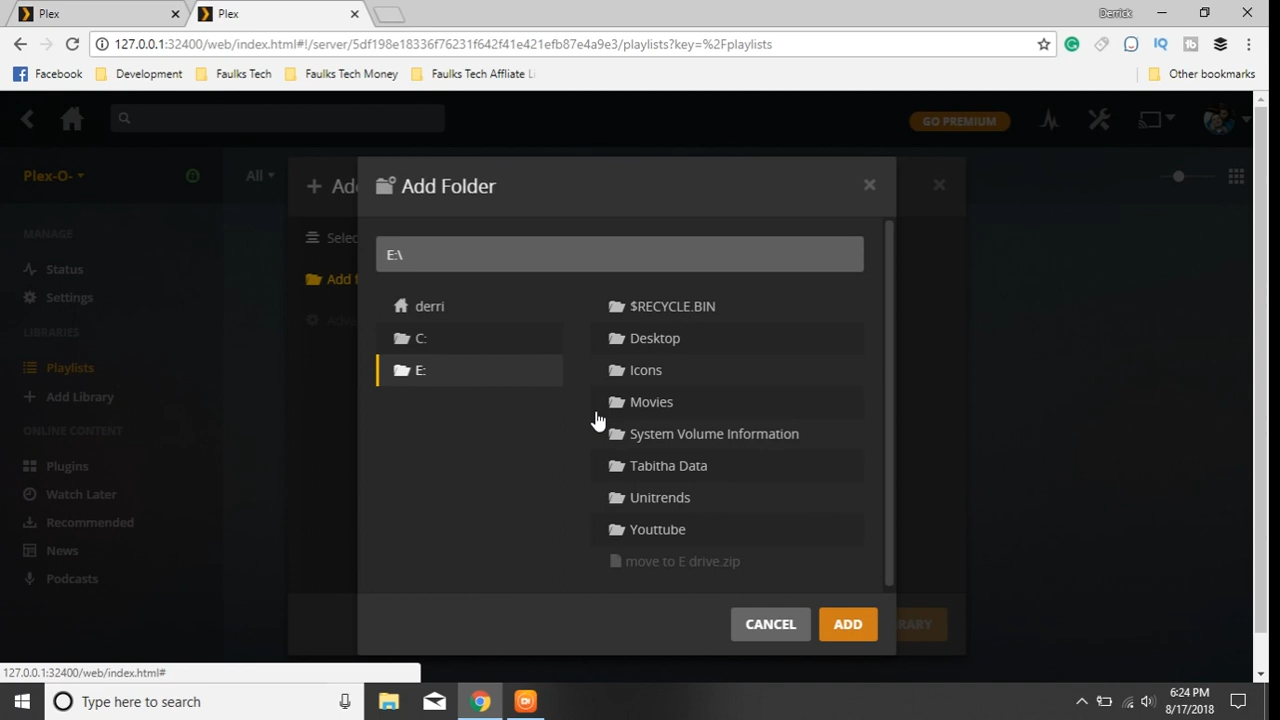 Plex
Plex
Derrick
127.0.0.1:32400/web/index.html#!/server/5df198e18336f76231f642f41e421efb87e4a9e3/playlists?key=%2Fplaylists
Facebook Development Faulks Tech Faulks Tech Money Faulks Tech Affliate Li Other bookmarks
GO PREMIUM
Plex-O-
All
MANAGE
Status
Settings
LIBRARIES
Playlists
Add Library
ONLINE CONTENT
Plugins
Watch Later
Recommended
News
Podcasts
Add Folder
E:\
derri
C:
E:
$RECYCLE.BIN
Desktop
Icons
Movies
System Volume Information
Tabitha Data
Unitrends
Youttube
move to E drive.zip
CANCEL
ADD
127.0.0.1:32400/web/index.html#
Type here to search
6:24 PM
8/17/2018